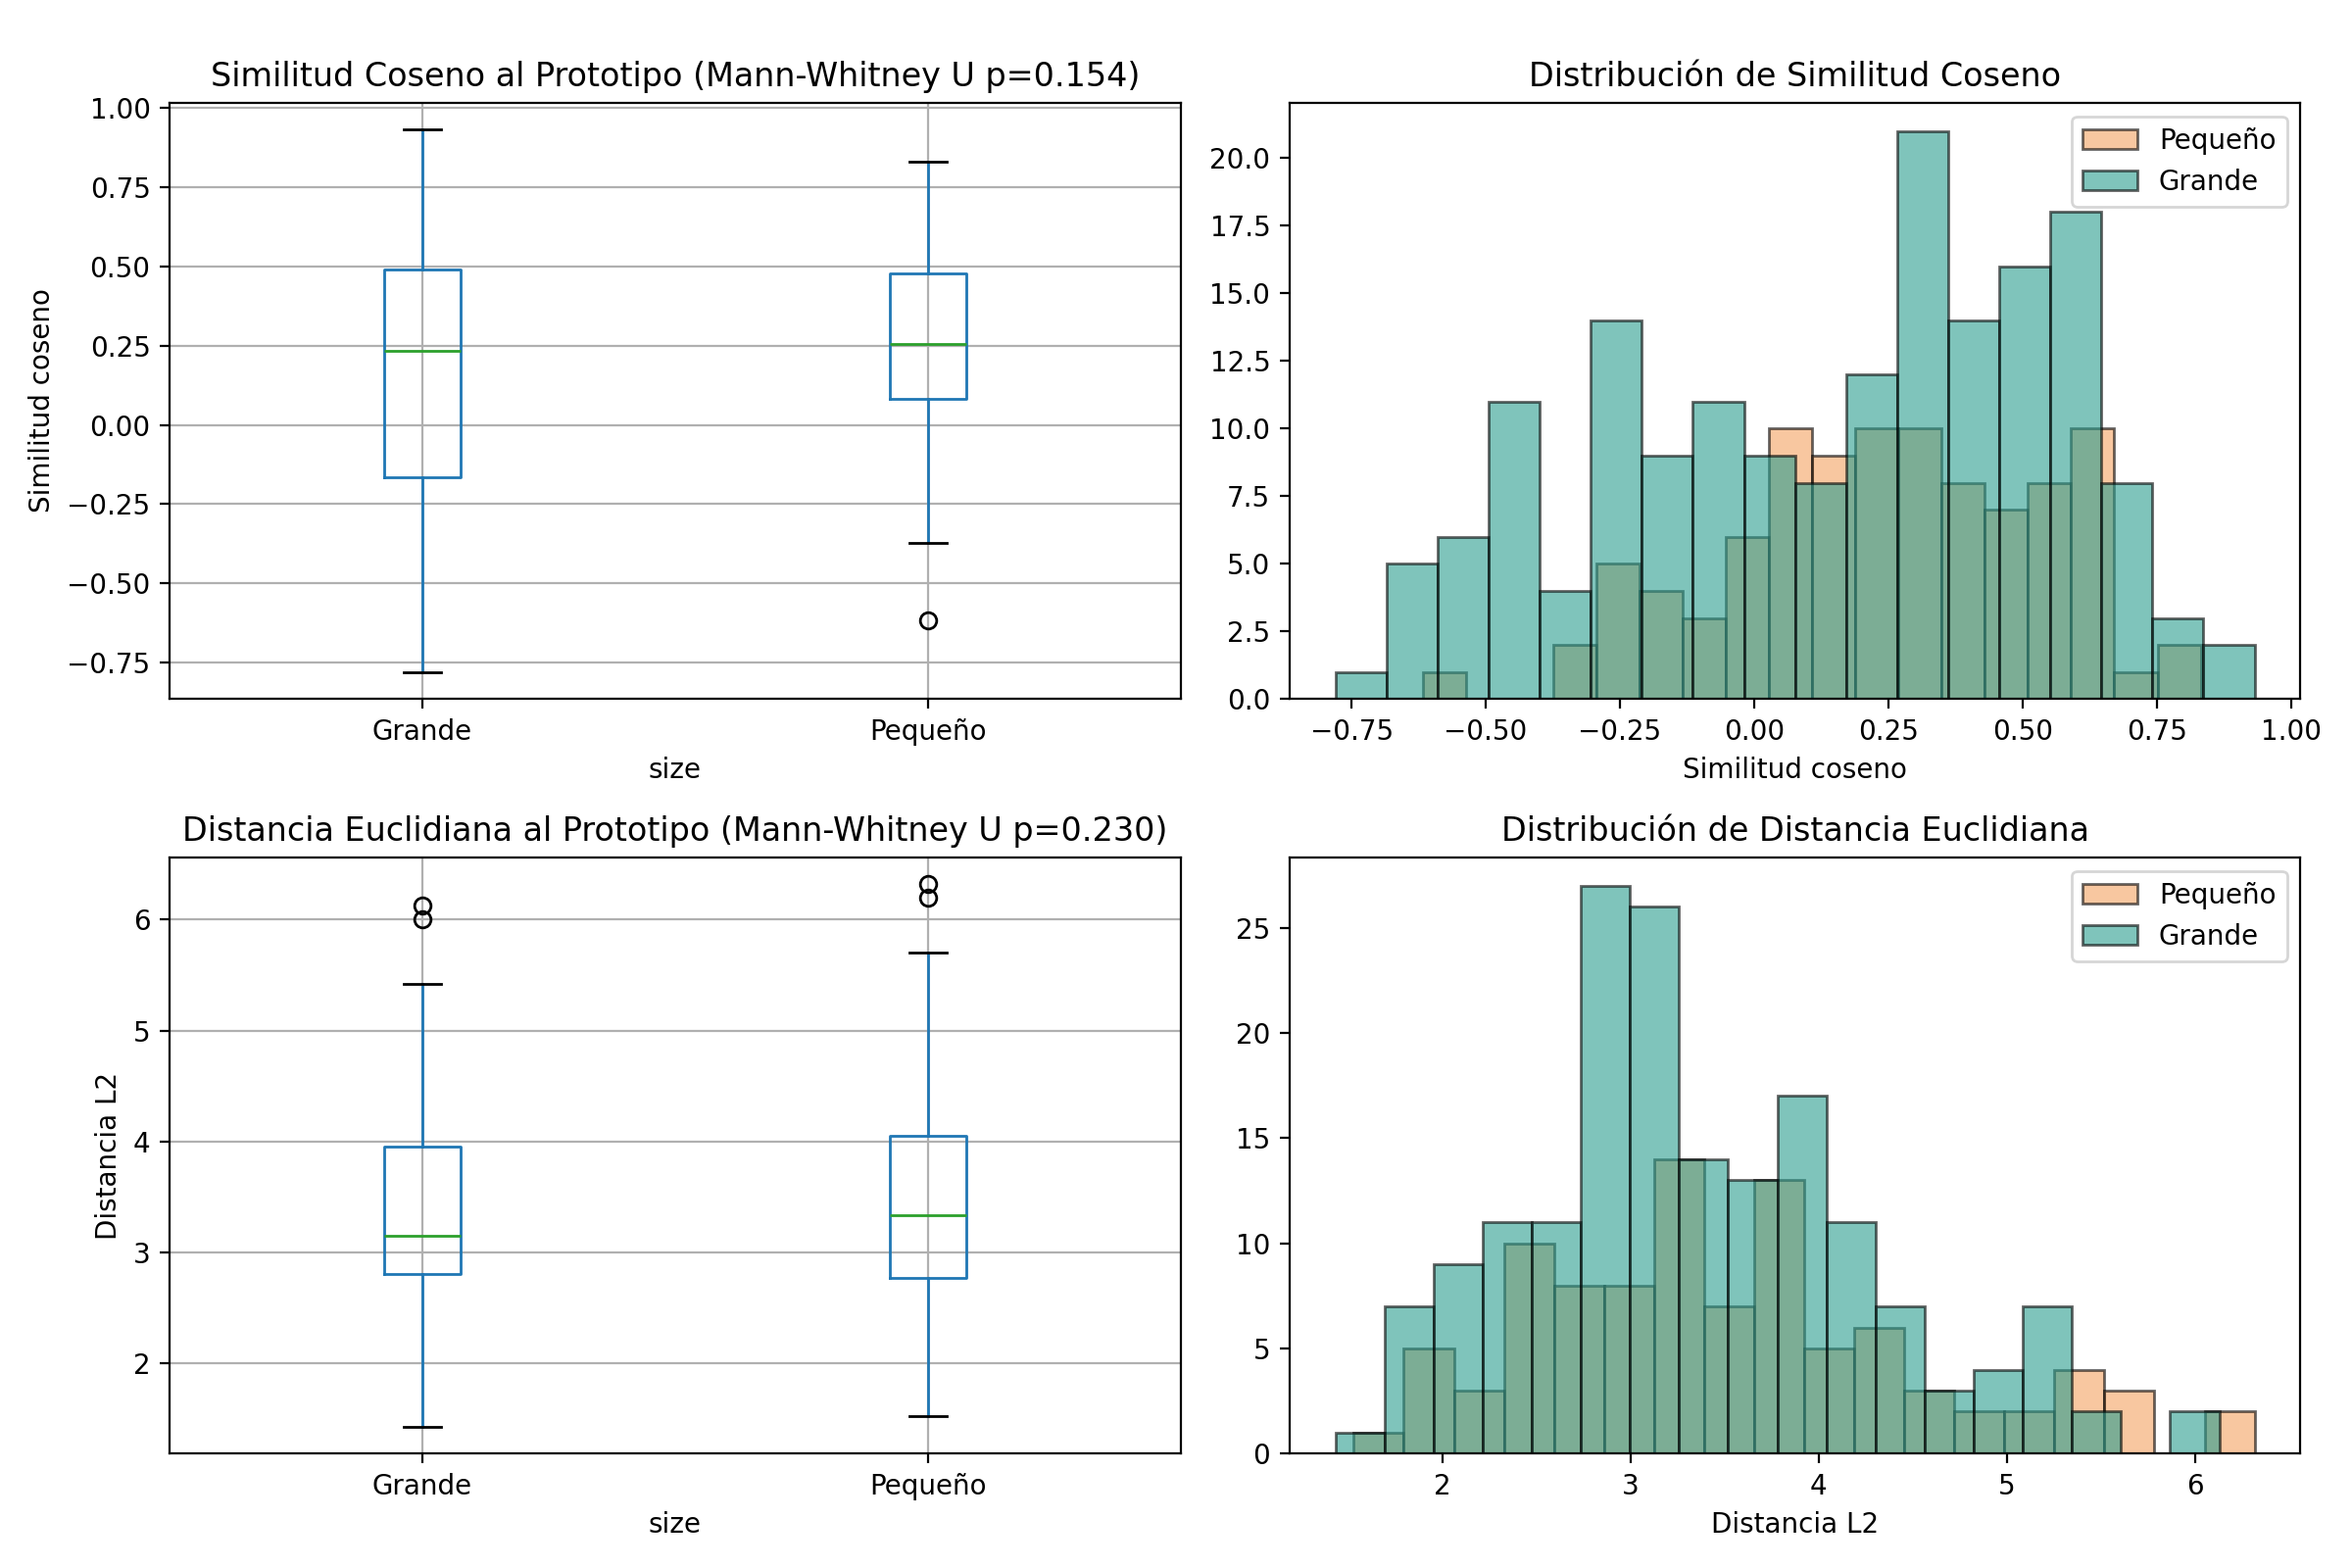 Similitud Coseno al Prototipo (Mann-Whitney U p=0.154)
1.00
0.75
0.50
0.25
0.00
−0.25
−0.50
−0.75
Similitud coseno
Grande
Pequeño
size
Distribución de Similitud Coseno
Pequeño
Grande
20.0
17.5
15.0
12.5
10.0
7.5
5.0
2.5
0.0
−0.75
−0.50
−0.25
0.00
0.25
0.50
0.75
1.00
Similitud coseno
Distancia Euclidiana al Prototipo (Mann-Whitney U p=0.230)
6
5
4
3
2
Distancia L2
Grande
Pequeño
size
Distribución de Distancia Euclidiana
Pequeño
Grande
25
20
15
10
5
0
2
3
4
5
6
Distancia L2